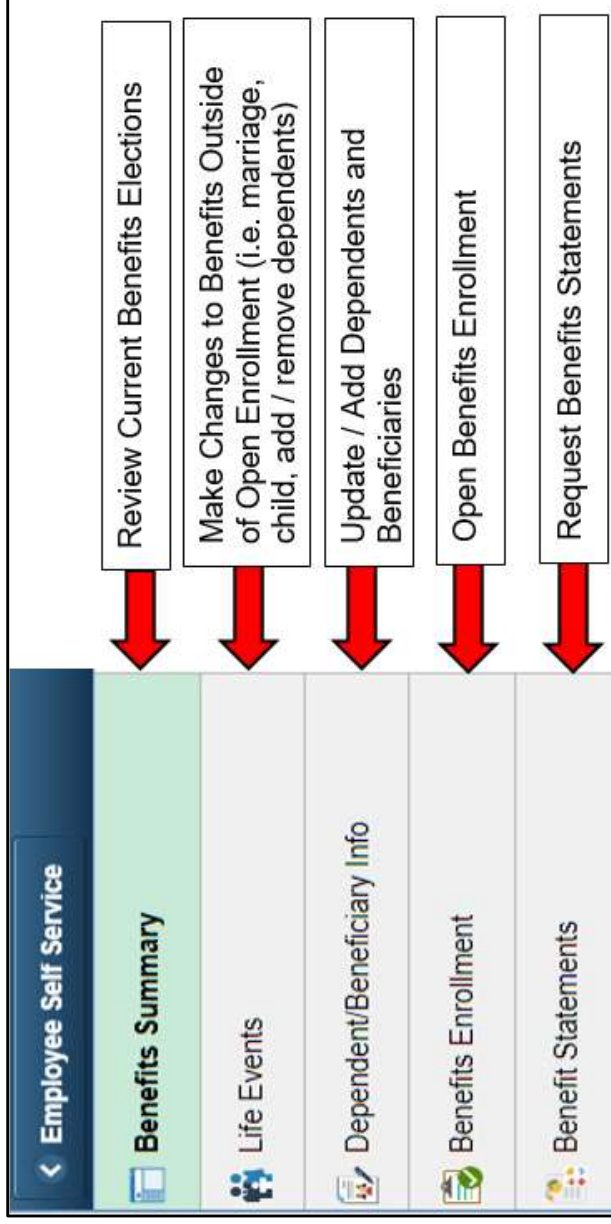 Employee Self Service
Benefits Summary
Review Current Benefits Elections
Life Events
Make Changes to Benefits Outside
of Open Enrollment (i.e. marriage,
child, add / remove dependents)
Dependent/Beneficiary Info
Update / Add Dependents and
Beneficiaries
Benefits Enrollment
Open Benefits Enrollment
Benefit Statements
Request Benefits Statements